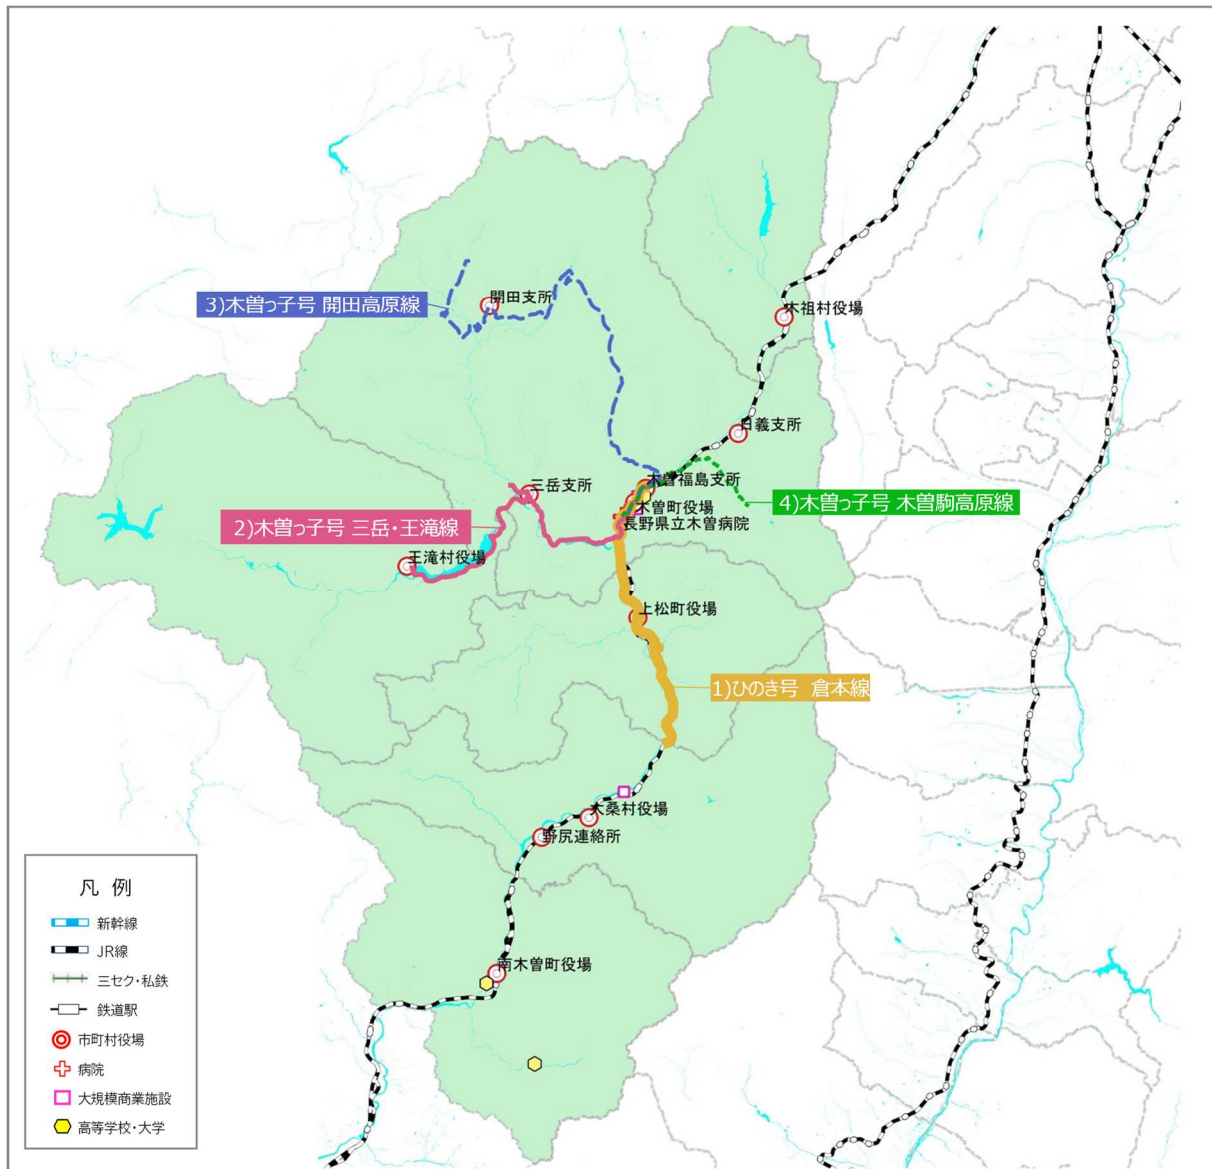 3)木曽っ子号 開田高原線
開田支所
木祖村役場
日義支所
三岳支所
木曽福島支所
木曽町役場
長野県立木曽病院
4)木曽っ子号 木曽駒高原線
2)木曽っ子号 三岳・王滝線
王滝村役場
上松町役場
1)ひのき号 倉本線
大桑村役場
野尻連絡所
南木曽町役場
凡 例
新幹線
JR線
三セク・私鉄
鉄道駅
市町村役場
病院
大規模商業施設
高等学校・大学